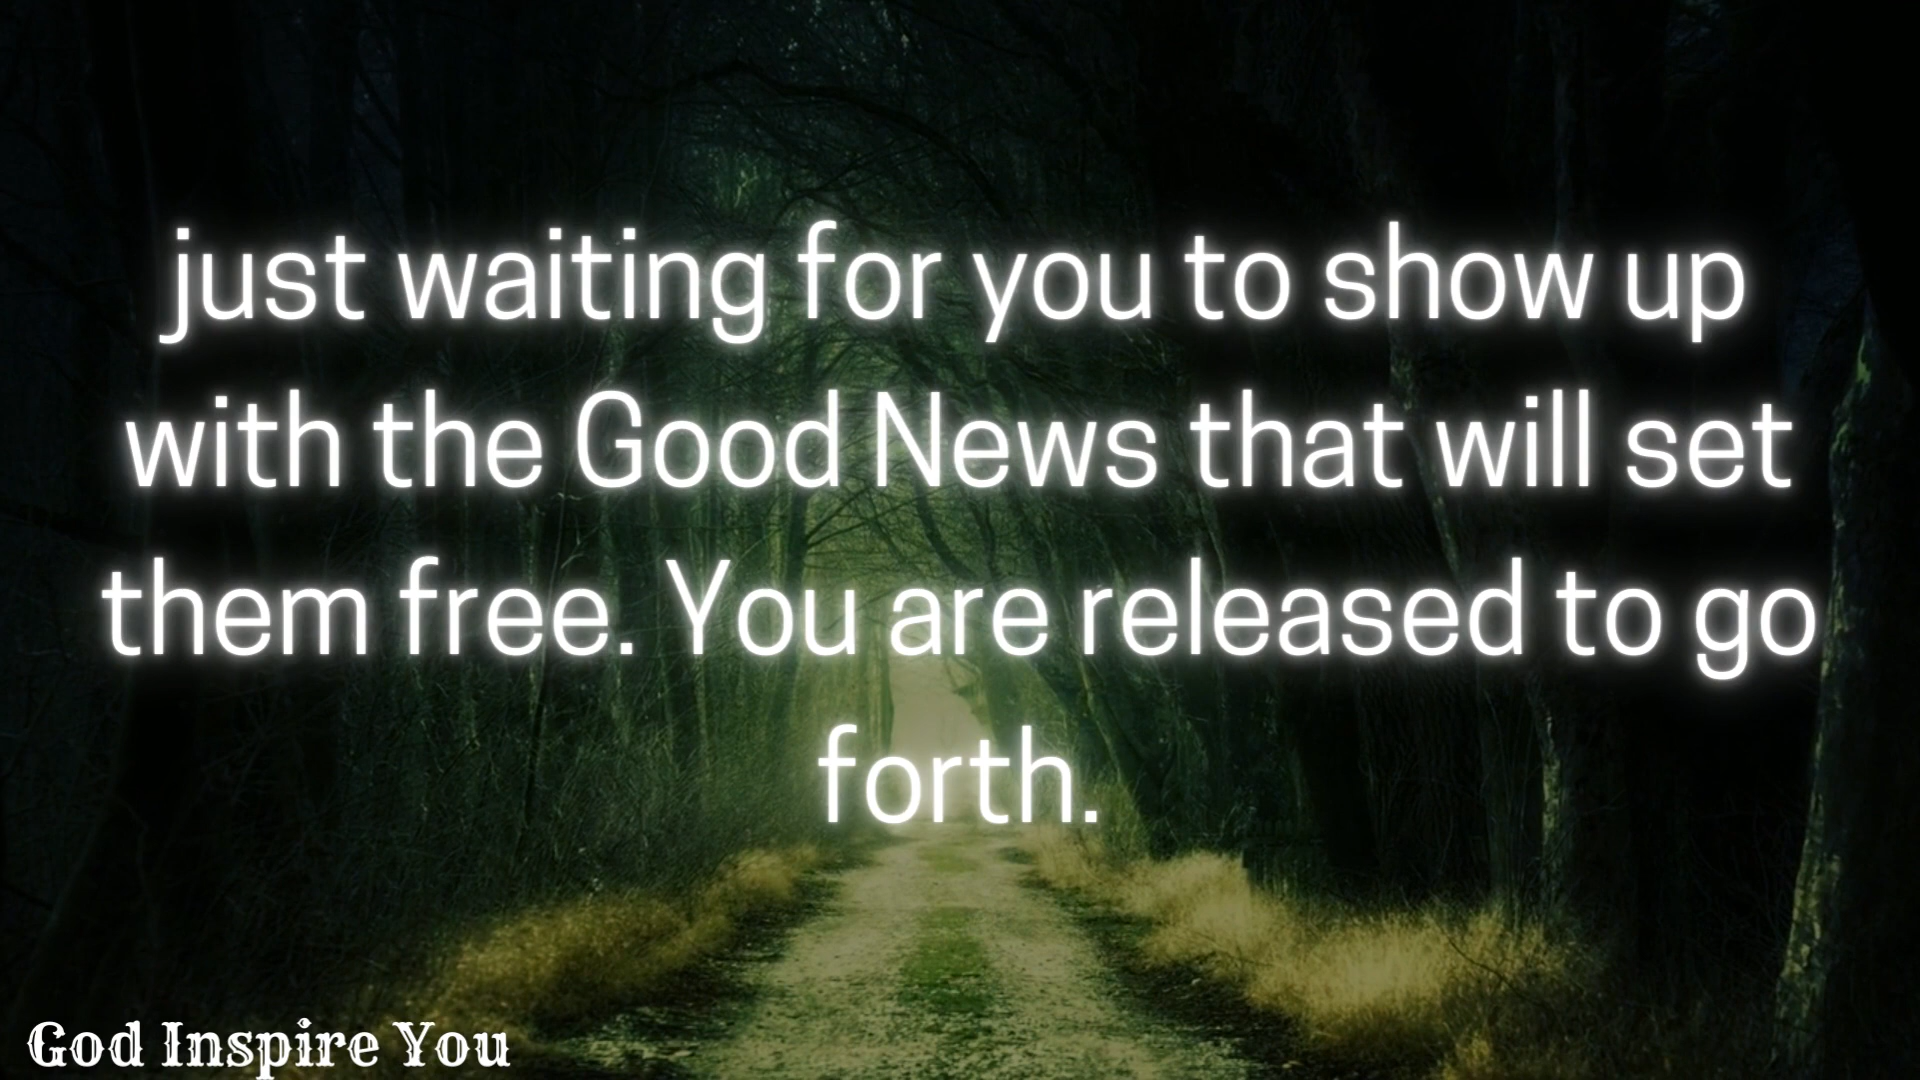 just waiting for you to show up
with the Good News that will set
them free. You are released to go
forth.
God Inspire You